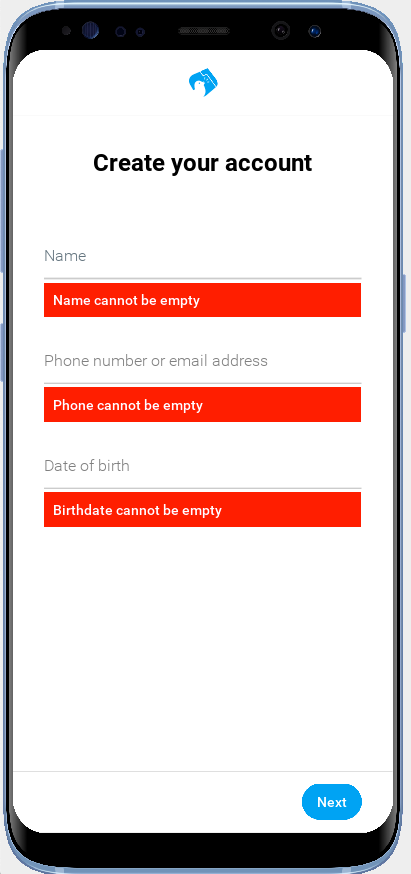 Create your account
Name
Name cannot be empty
Phone number or email address
Phone cannot be empty
Date of birth
Birthdate cannot be empty
Next